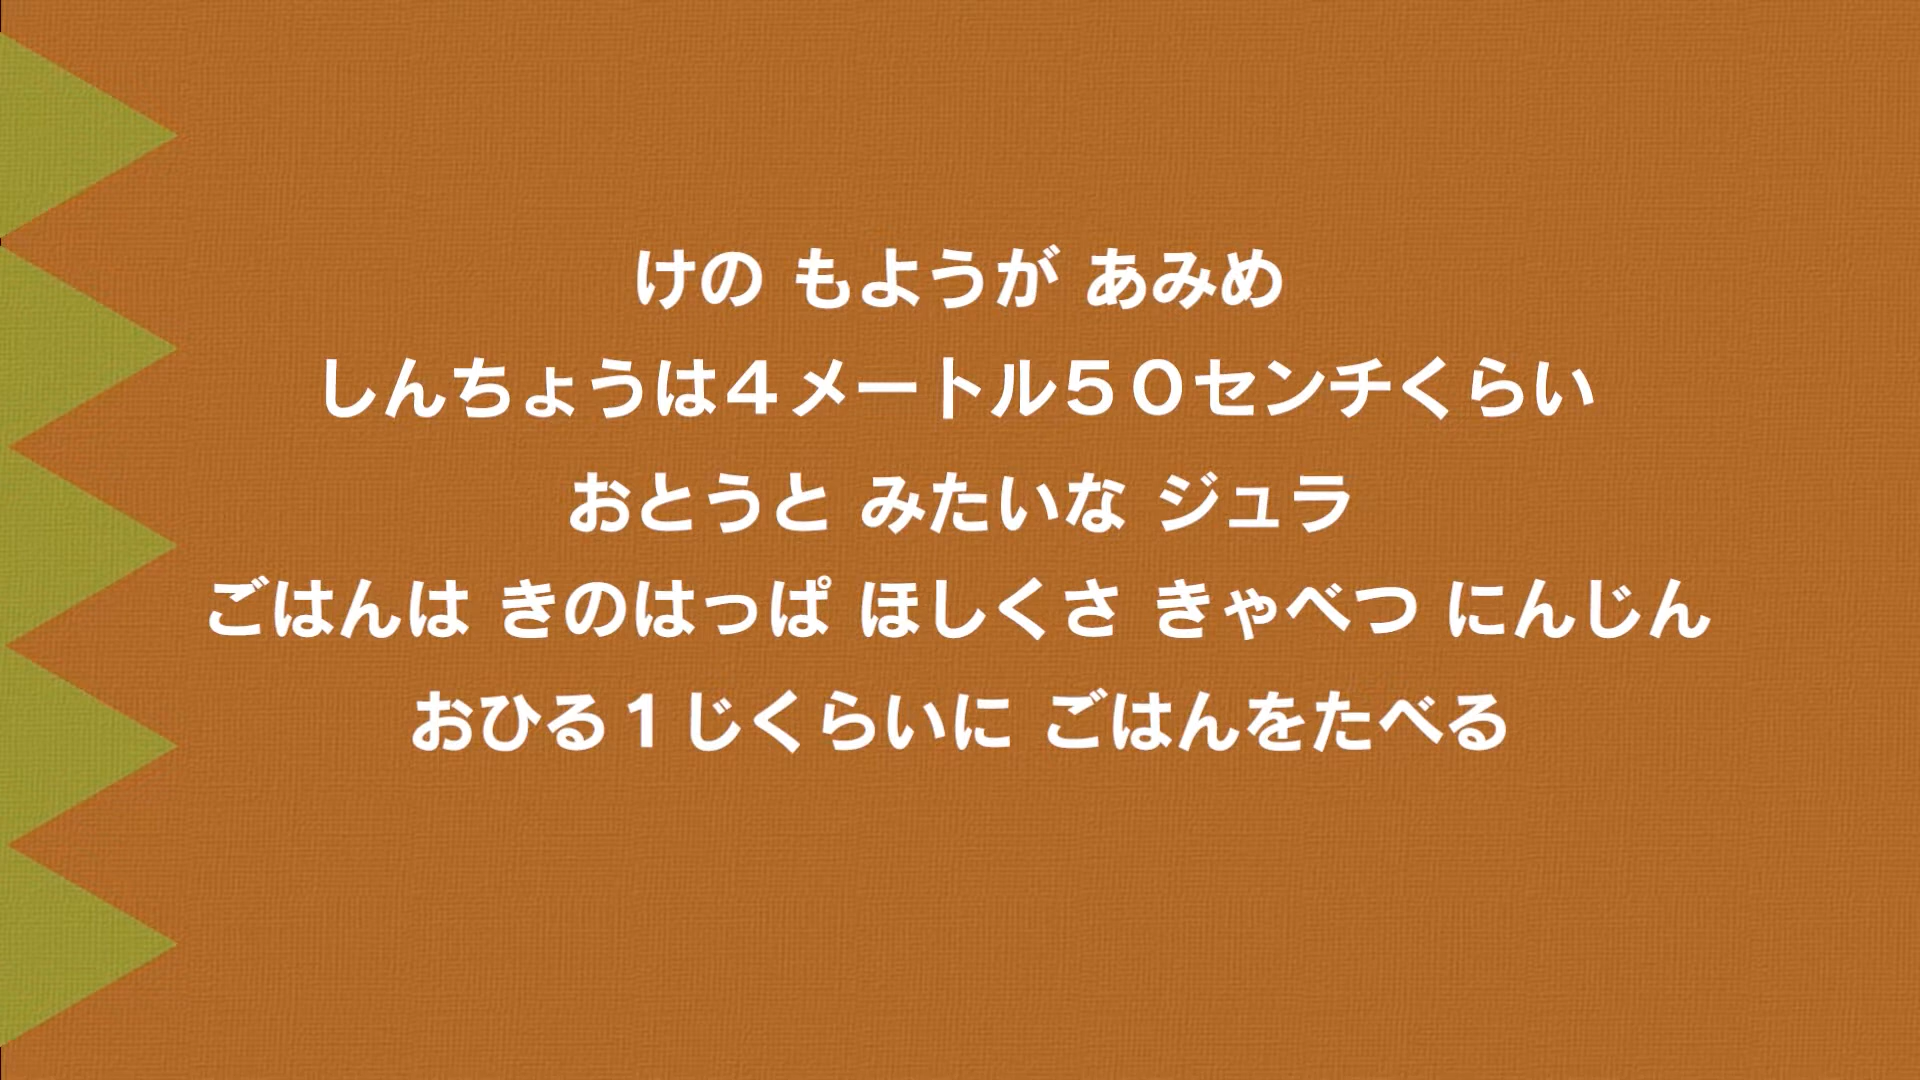 けの もようが あみめ
しんちょうは４メートル５０センチくらい
おとうと みたいな ジュラ
ごはんは きのはっぱ ほしくさ きゃべつ にんじん
おひる１じくらいに ごはんをたべる